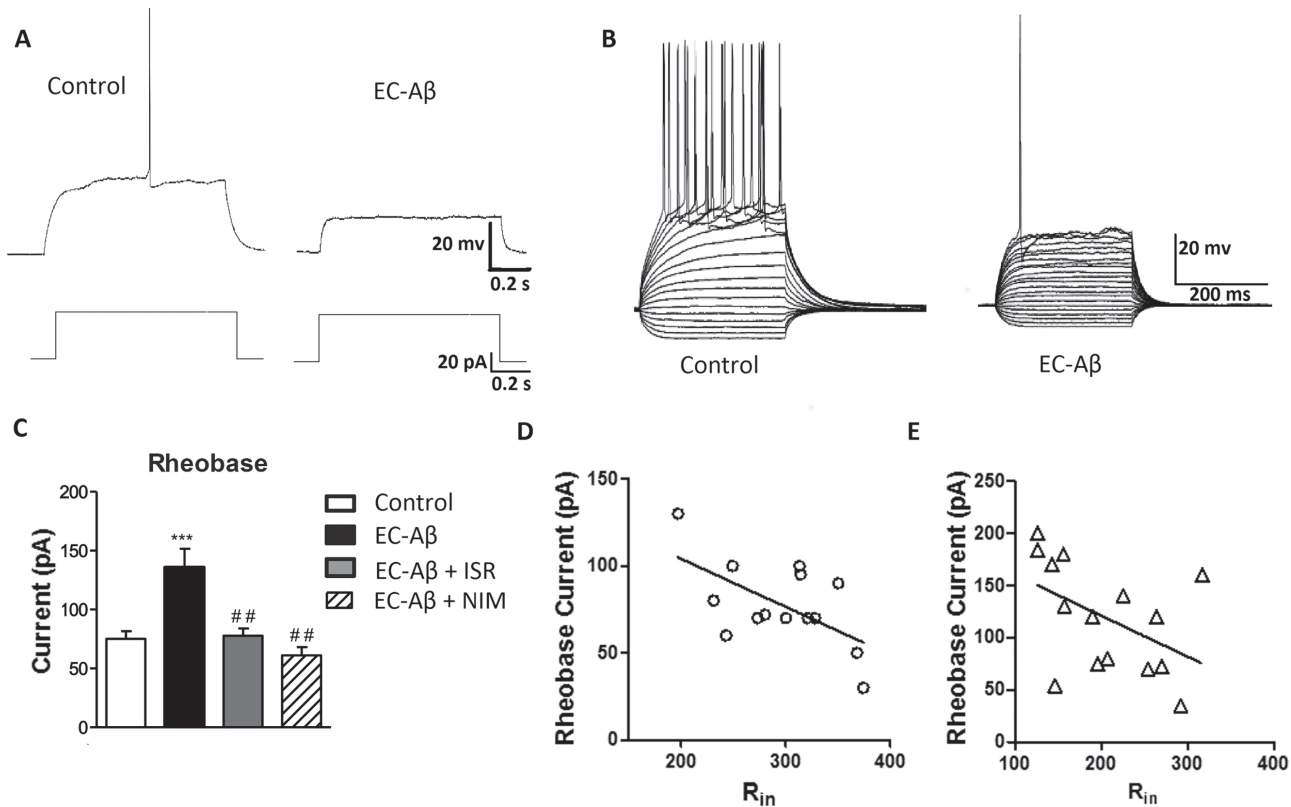 A
Control
EC-Aβ
20 mv
0.2 s
20 pA
0.2 s
B
Control
EC-Aβ
20 mv
200 ms
C
Rheobase
Current (pA)
200
150
100
50
0
***
##
##
Control
EC-Aβ
EC-Aβ + ISR
EC-Aβ + NIM
D
Rheobase Current (pA)
150
100
50
0
200
300
400
Rin
E
Rheobase Current (pA)
250
200
150
100
50
0
100
200
300
400
Rin